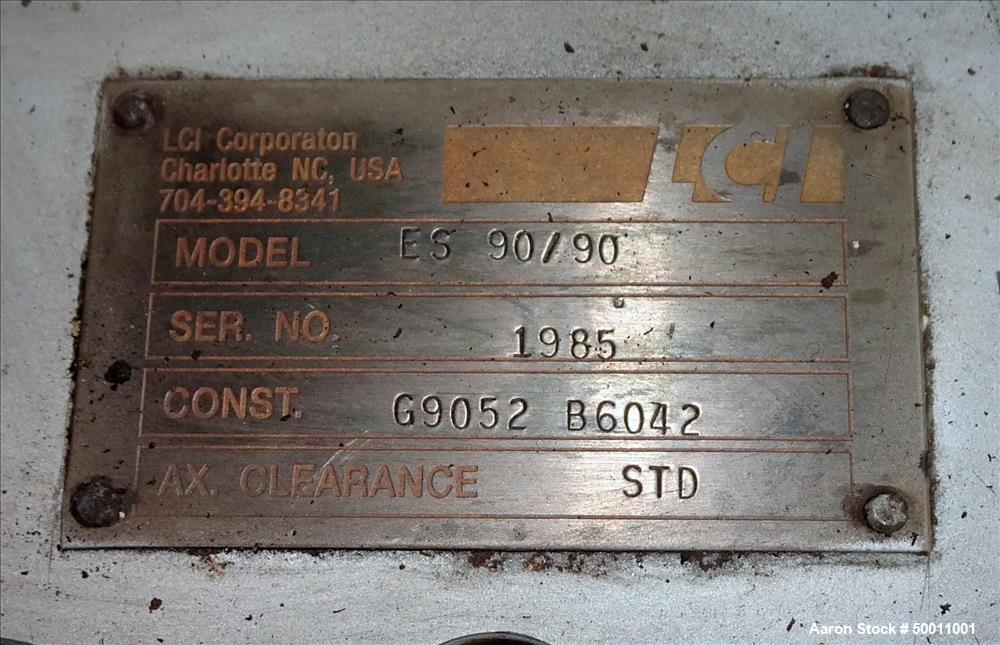 LCI Corporaton
Charlotte NC, USA
704-394-8341
LCI
MODEL ES 90/90
SER. NO. 1985
CONST. G9052 B6042
AX. CLEARANCE STD
Aaron Stock # 50011001